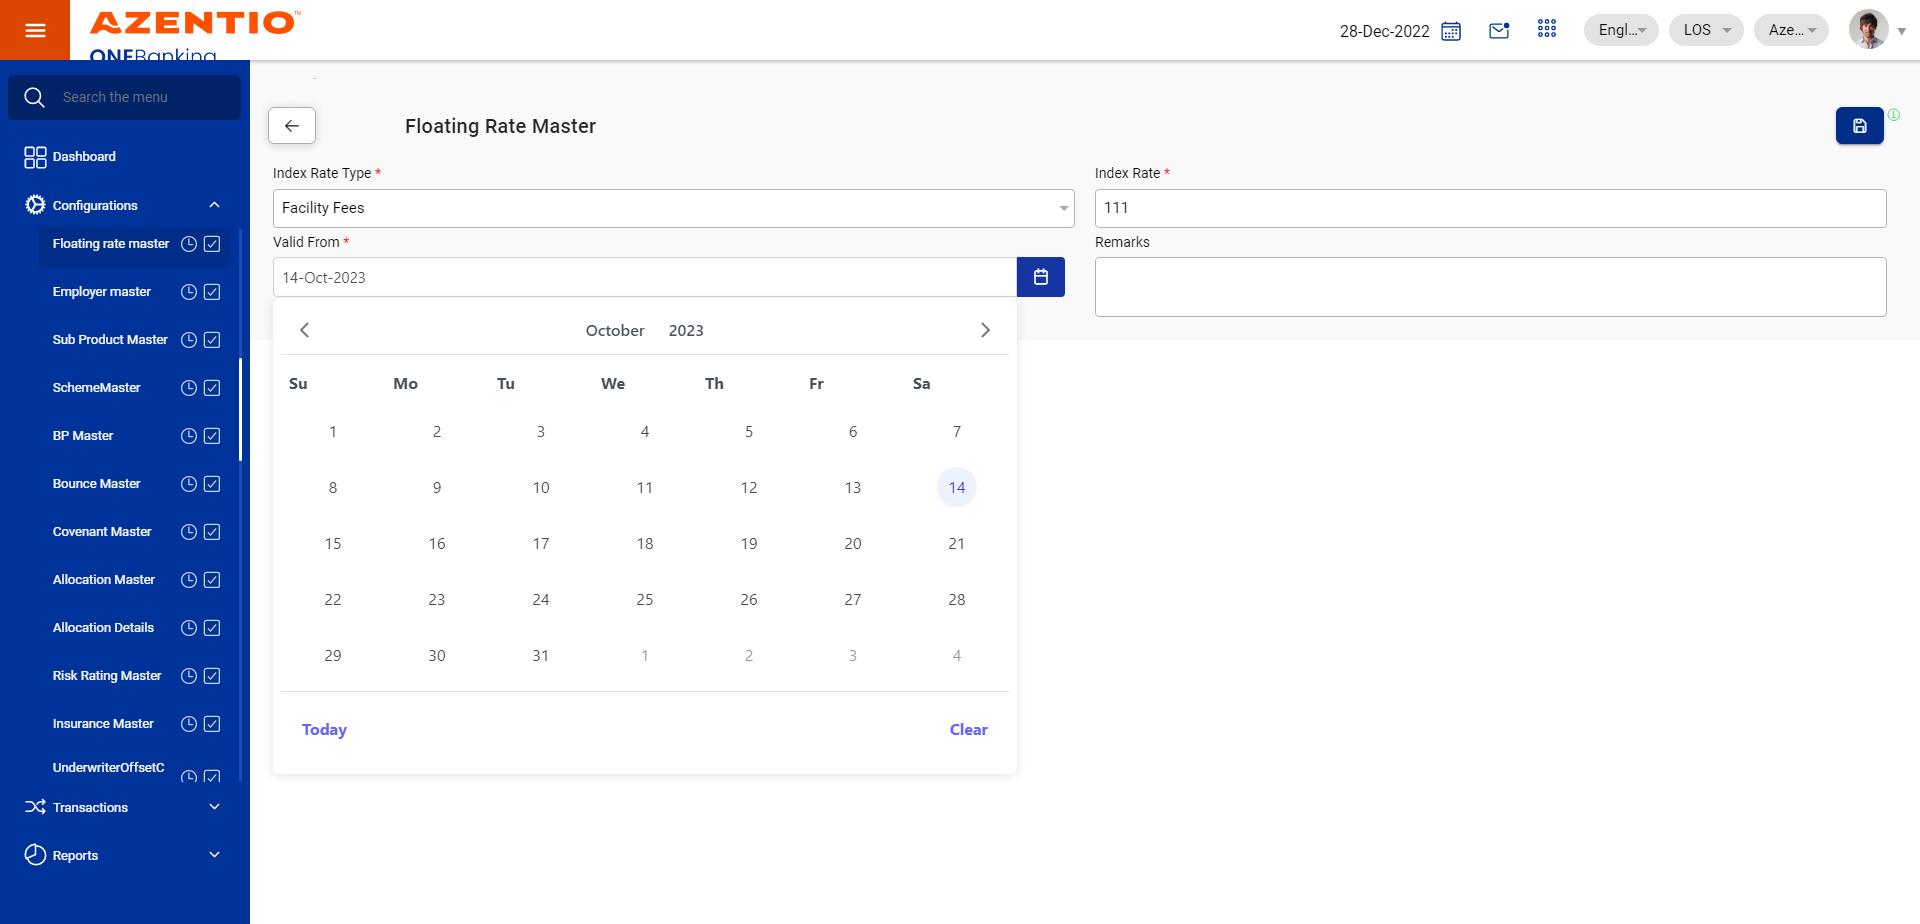 AZENTIO™
ONEBanking
28-Dec-2022
Engl...
LOS
Aze...
Search the menu
Dashboard
Configurations
Floating rate master
Employer master
Sub Product Master
SchemeMaster
BP Master
Bounce Master
Covenant Master
Allocation Master
Allocation Details
Risk Rating Master
Insurance Master
UnderwriterOffsetC
Transactions
Reports
Floating Rate Master
Index Rate Type *
Facility Fees
Index Rate *
111
Valid From *
14-Oct-2023
Remarks
October 2023
Su Mo Tu We Th Fr Sa
1 2 3 4 5 6 7
8 9 10 11 12 13 14
15 16 17 18 19 20 21
22 23 24 25 26 27 28
29 30 31 1 2 3 4
Today Clear